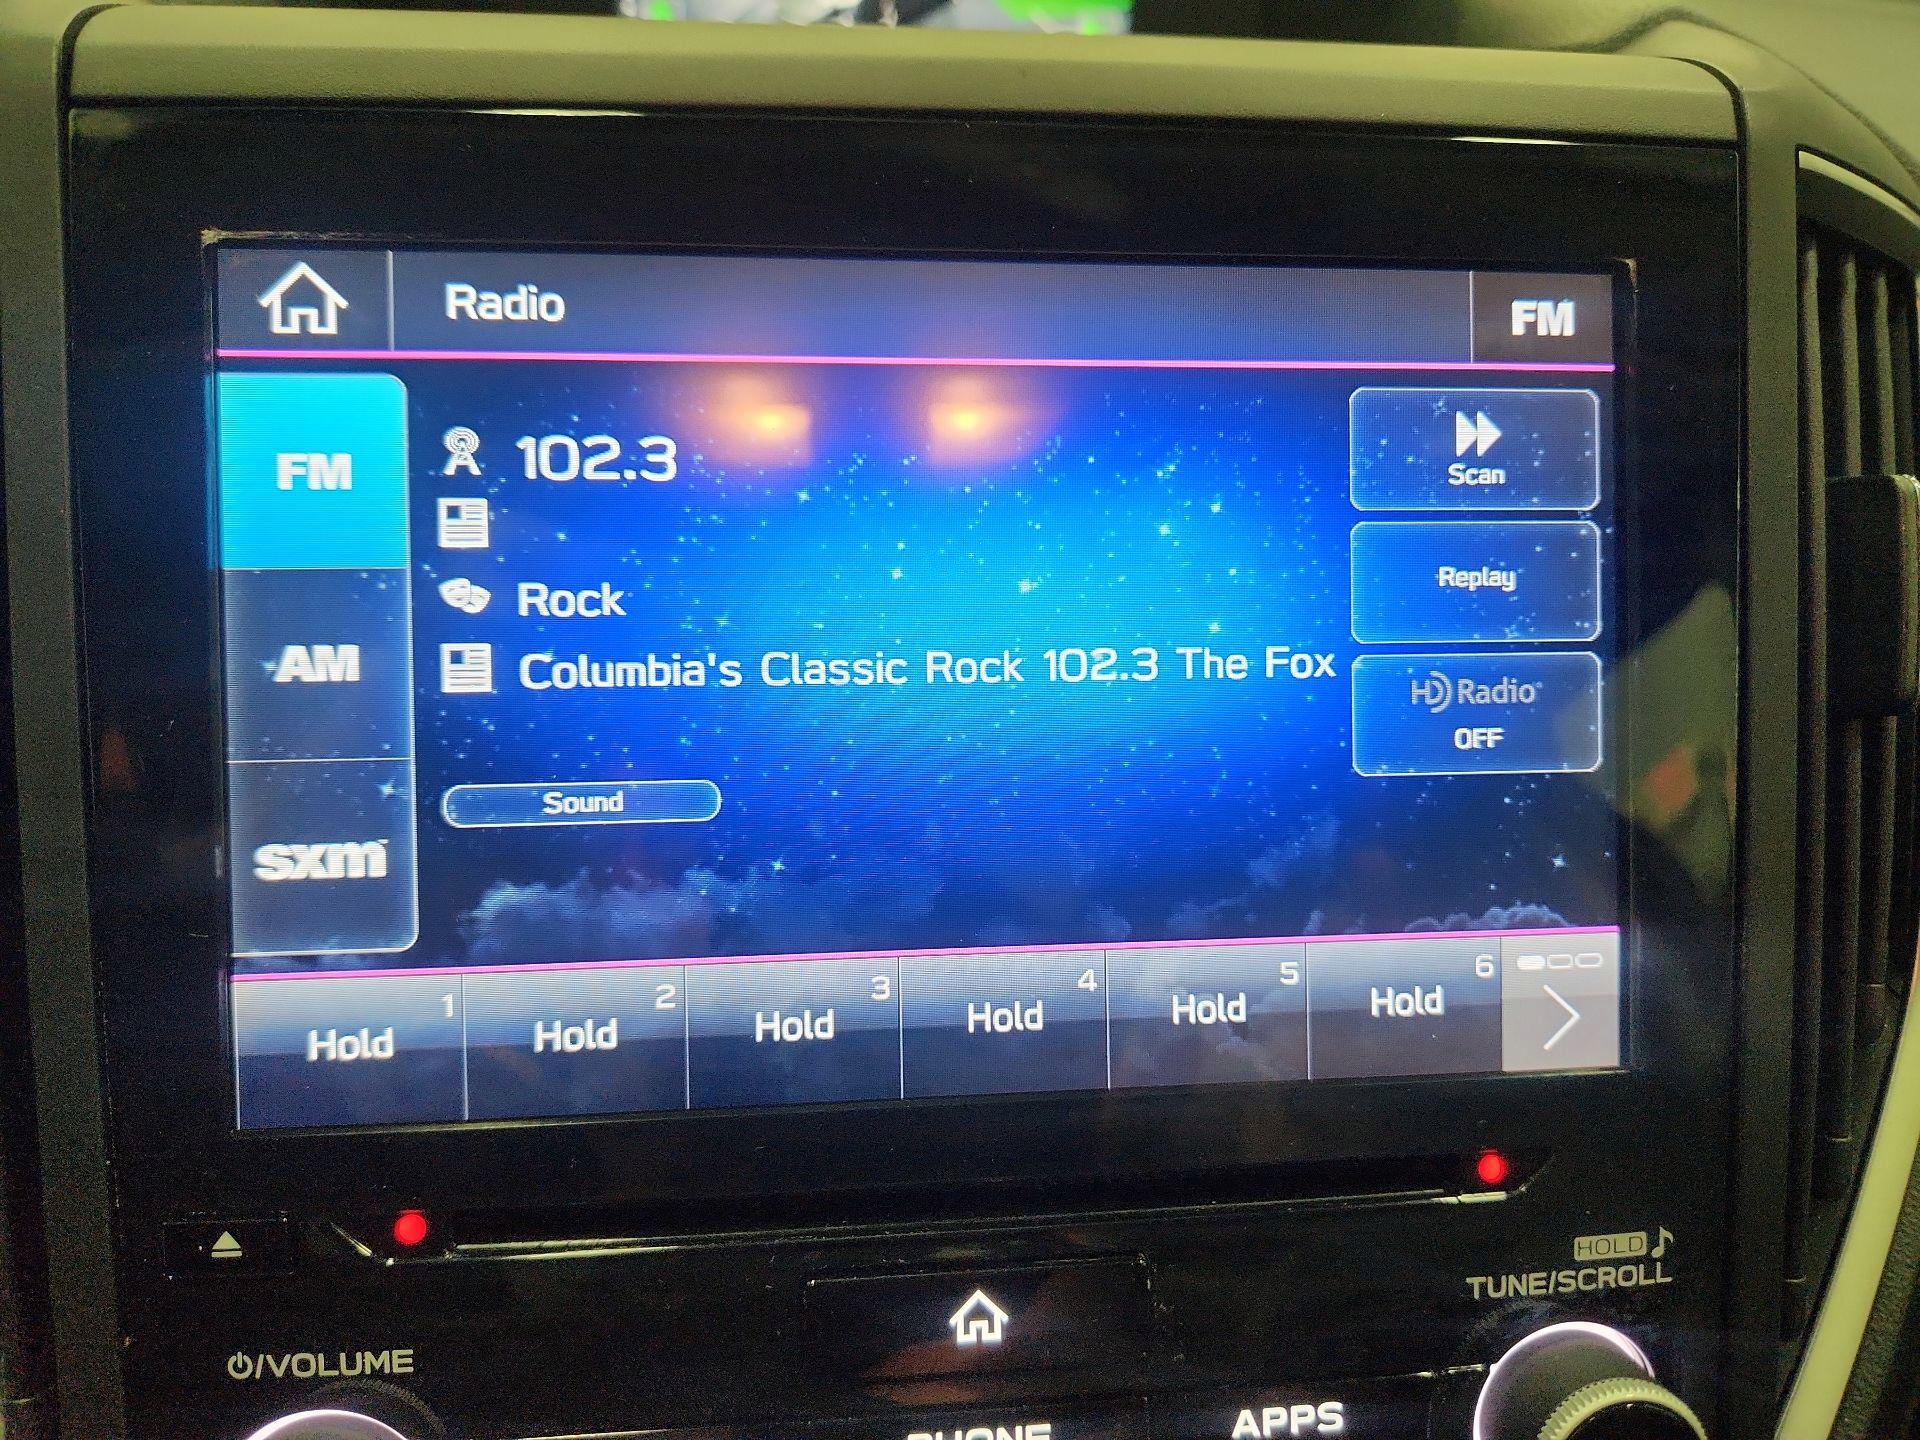 Radio
FM
FM
102.3
Scan
Replay
Rock
AM
Columbia's Classic Rock 102.3 The Fox
HD Radio
OFF
Sound
sxm
1
Hold
2
Hold
3
Hold
4
Hold
5
Hold
6
Hold
HOLD
TUNE/SCROLL
/VOLUME
PHONE
APPS